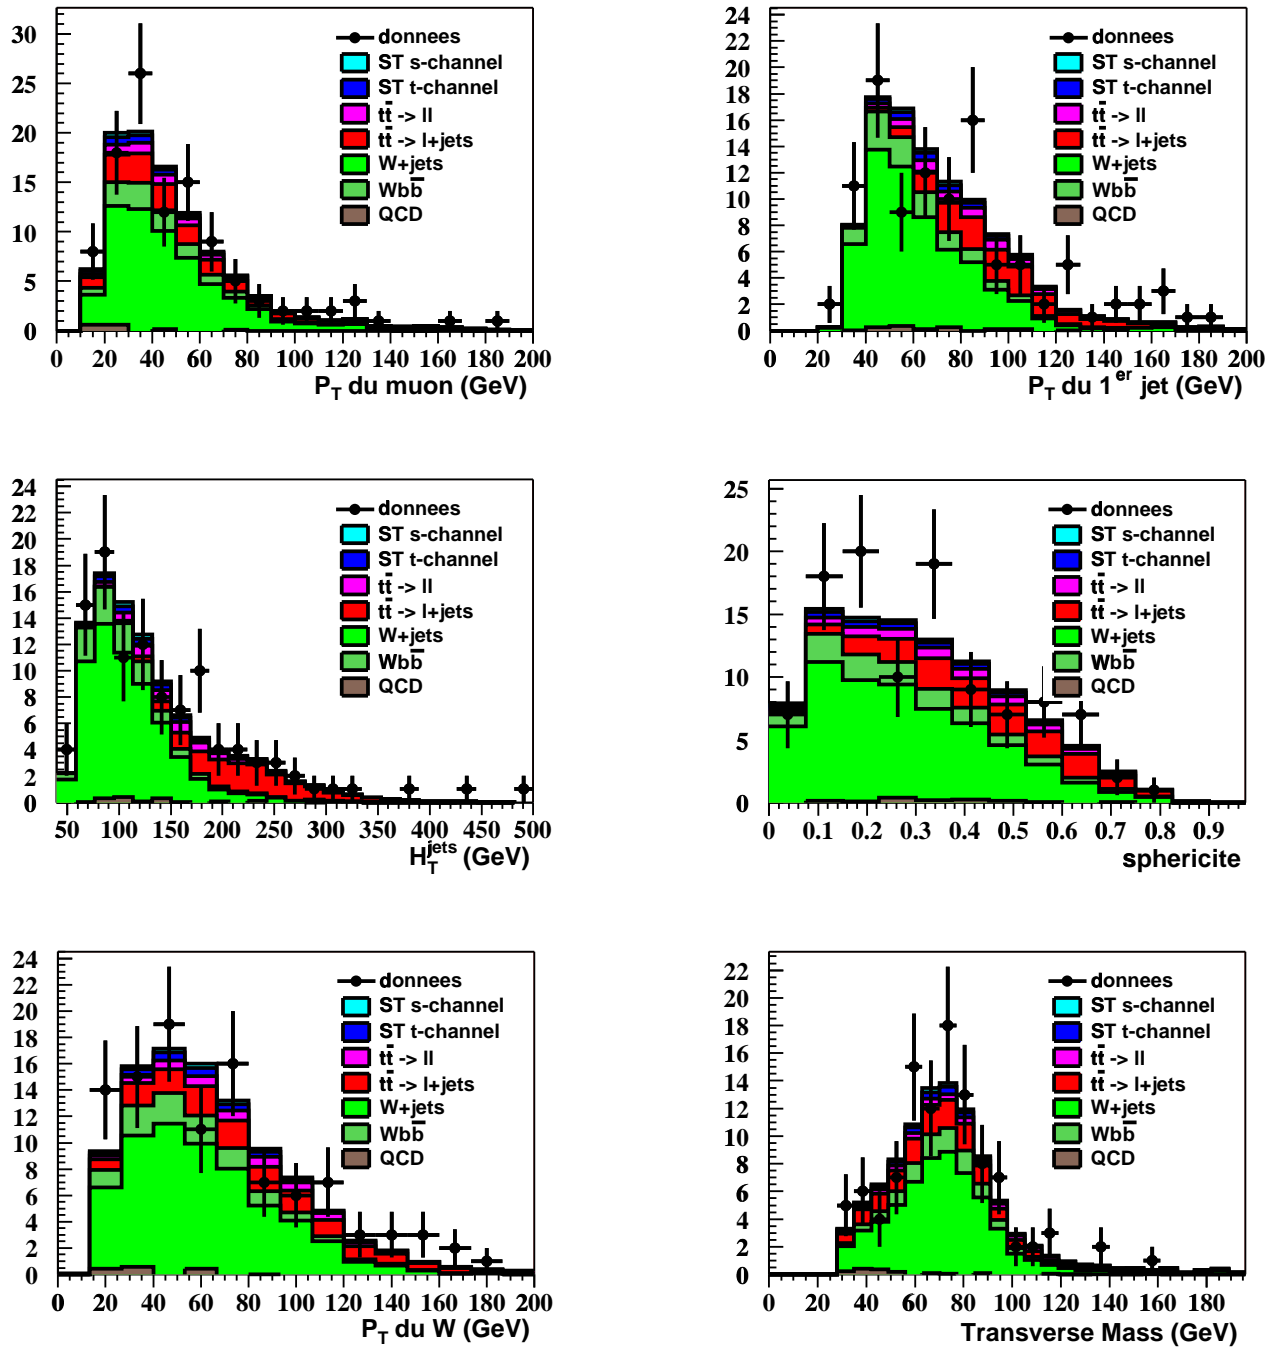 30
25
20
15
10
5
0
donnees
ST s-channel
ST t-channel
tt̄ -> ll
tt̄ -> l+jets
W+jets
Wbb̄
QCD
0 20 40 60 80 100 120 140 160 180 200
P_T du muon (GeV)
24
22
20
18
16
14
12
10
8
6
4
2
0
donnees
ST s-channel
ST t-channel
tt̄ -> ll
tt̄ -> l+jets
W+jets
Wbb̄
QCD
0 20 40 60 80 100 120 140 160 180 200
P_T du 1^er jet (GeV)
24
22
20
18
16
14
12
10
8
6
4
2
0
donnees
ST s-channel
ST t-channel
tt̄ -> ll
tt̄ -> l+jets
W+jets
Wbb̄
QCD
50 100 150 200 250 300 350 400 450 500
H_T^jets (GeV)
25
20
15
10
5
0
donnees
ST s-channel
ST t-channel
tt̄ -> ll
tt̄ -> l+jets
W+jets
Wbb̄
QCD
0 0.1 0.2 0.3 0.4 0.5 0.6 0.7 0.8 0.9
sphericite
24
22
20
18
16
14
12
10
8
6
4
2
0
donnees
ST s-channel
ST t-channel
tt̄ -> ll
tt̄ -> l+jets
W+jets
Wbb̄
QCD
0 20 40 60 80 100 120 140 160 180 200
P_T du W (GeV)
22
20
18
16
14
12
10
8
6
4
2
0
donnees
ST s-channel
ST t-channel
tt̄ -> ll
tt̄ -> l+jets
W+jets
Wbb̄
QCD
0 20 40 60 80 100 120 140 160 180
Transverse Mass (GeV)